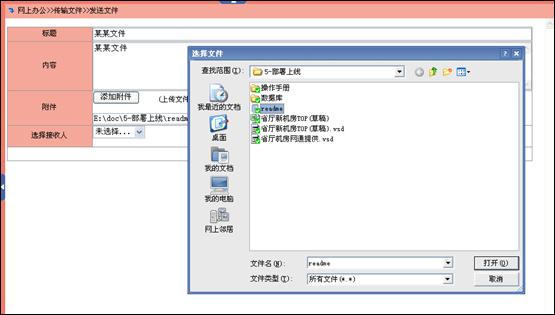 网上办公>>传输文件>>发送文件
标题
某某文件
内容
某某文件
附件
添加附件
(上传文件
E:\doc\5-部署上线\readm
选择接收人
未选择...
选择文件
查找范围(I):
5-部署上线
我最近的文档
桌面
我的文档
我的电脑
网上邻居
操作手册
数据库
readme
省厅新机房TOP(草稿)
省厅新机房TOP(草稿).vsd
省厅机房网通提供.vsd
文件名(N):
readme
打开(O)
文件类型(T):
所有文件(*.*)
取消